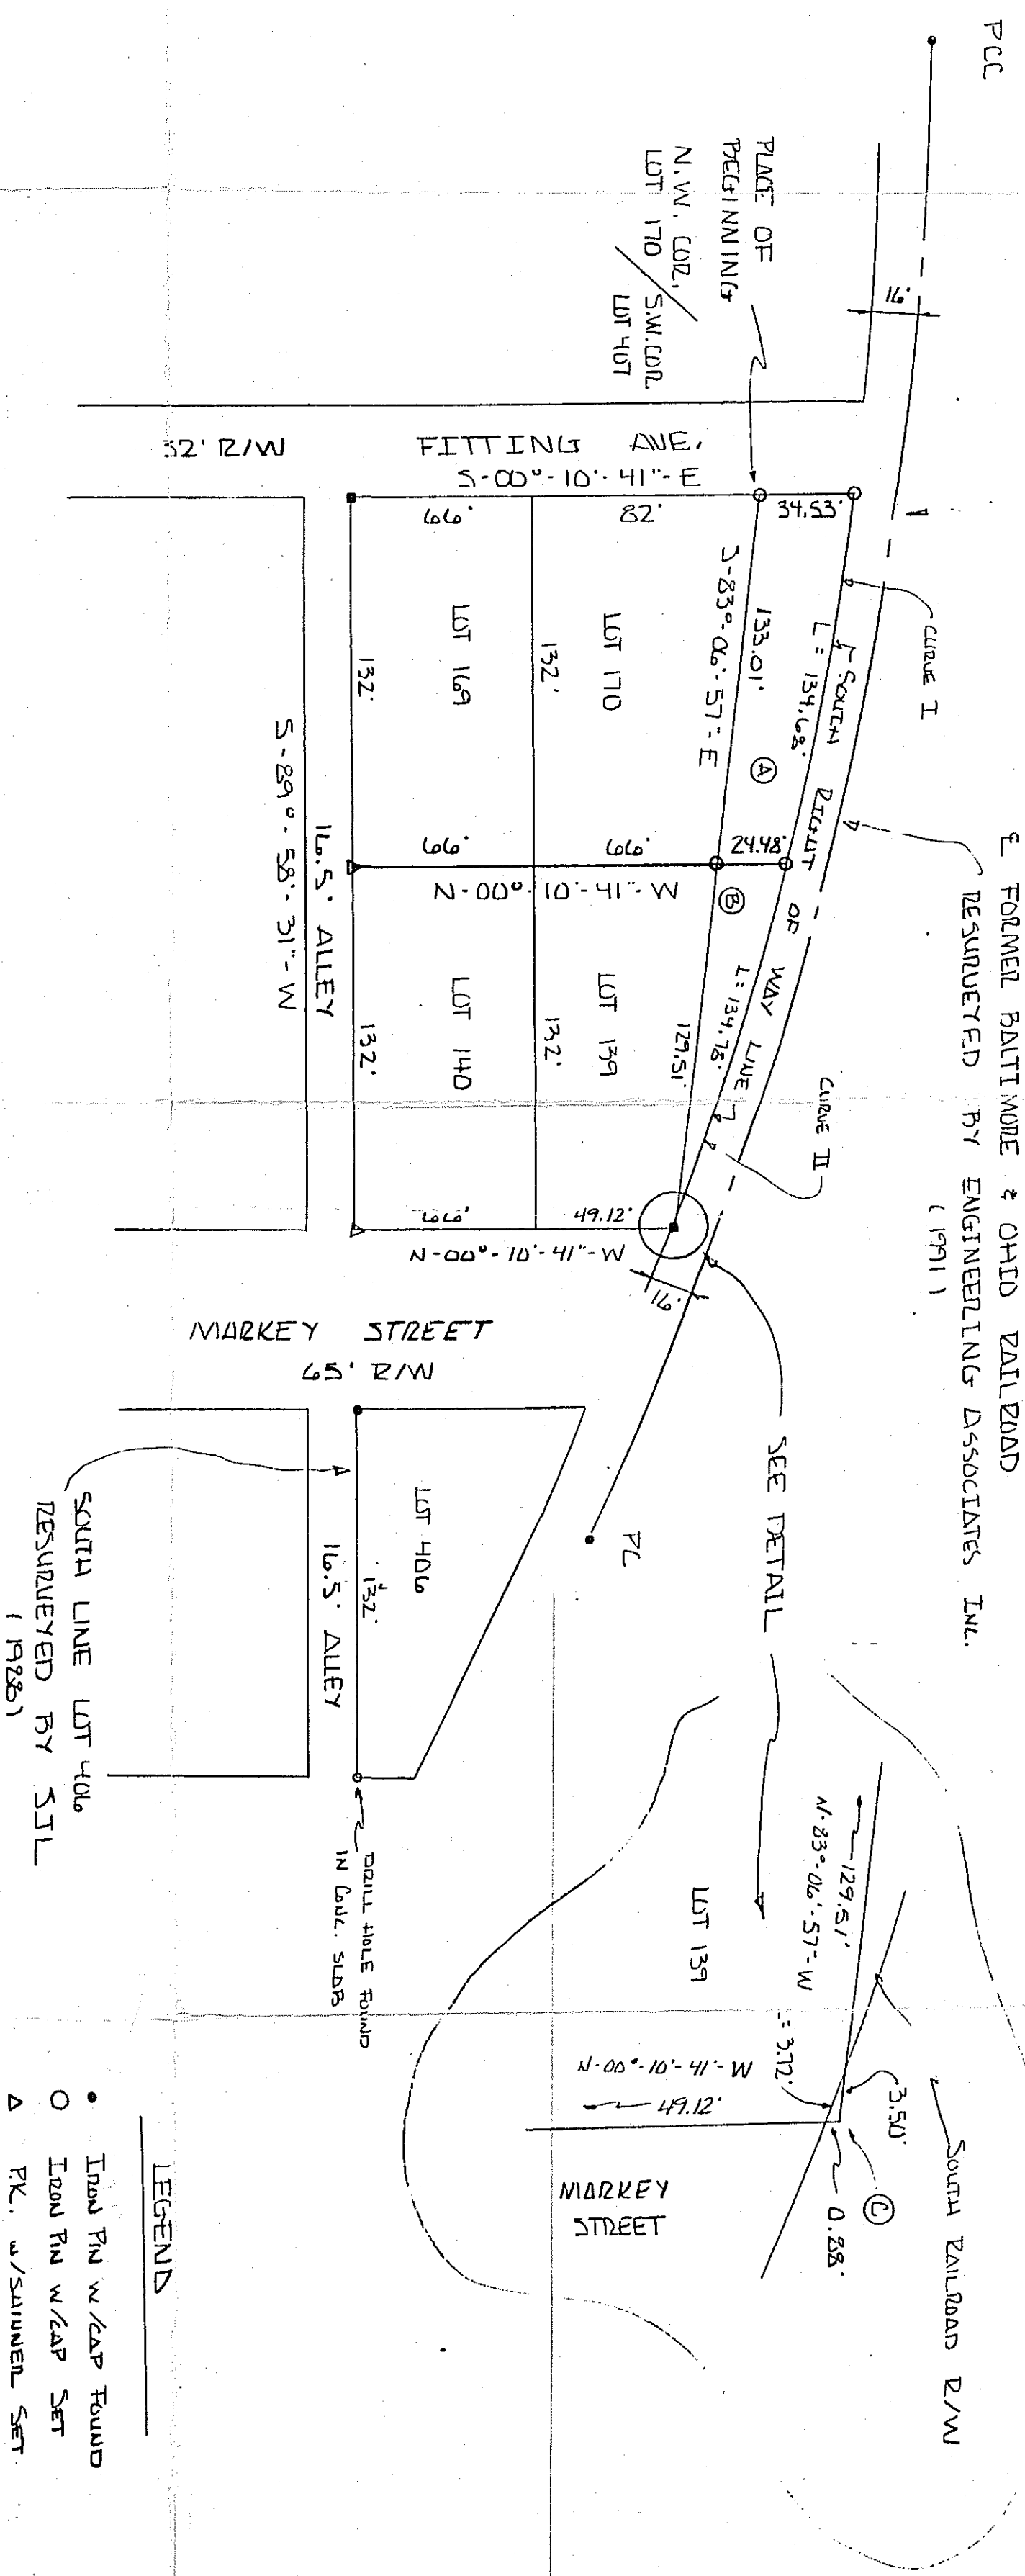 PCC
℄ FORMER BALTIMORE & OHIO RAILROAD
RESURVEYED BY ENGINEERING ASSOCIATES INC.
(1991)
16'
PLACE OF
BEGINNING
N.W. COR.
LOT 170
S.W. COR.
LOT 407
CURVE I
SOUTH RIGHT OF WAY LINE
L= 134.68'
L= 134.78'
CURVE II
32' R/W
FITTING AVE.
S-00°-10'-41"-E
66'
82'
34.53'
133.01'
S-83°-06'-57"-E
A
LOT 169
LOT 170
132'
132'
66'
66'
24.48'
N-00°-10'-41"-W
B
LOT 140
LOT 139
129.51'
132'
132'
66'
49.12'
N-00°-10'-41"-W
16'
16.5' ALLEY
S-89°-58'-31"-W
MARKEY STREET
65' R/W
SEE DETAIL
PC
LOT 406
132'
16.5' ALLEY
SOUTH LINE LOT 406
RESURVEYED BY SJL
(1988)
DRILL HOLE FOUND
IN CONC. SLAB
129.51'
N-83°-06'-57"-W
LOT 139
3.72'
N-00°-10'-41"-W
49.12'
3.50'
C
0.88'
SOUTH RAILROAD R/W
MARKEY
STREET
LEGEND
● IRON PIN W/CAP FOUND
○ IRON PIN W/CAP SET
△ P.K. W/SHINNER SET